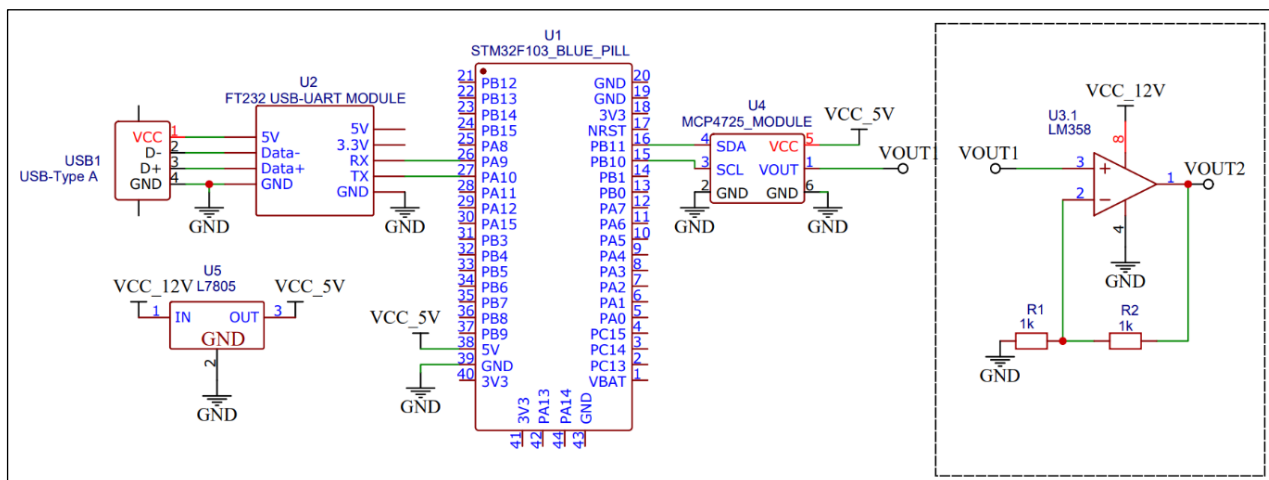 U1
STM32F103_BLUE_PILL
U2
FT232 USB-UART MODULE
USB1
USB-Type A
VCC 1
D- 2
D+ 3
GND 4
GND
5V
Data-
Data+
GND
5V
3.3V
RX
TX
GND
GND
U5
L7805
VCC_12V
VCC_5V
1 IN
OUT 3
GND
2
GND
VCC_5V
GND
21 PB12
22 PB13
23 PB14
24 PB15
25 PA8
26 PA9
27 PA10
28 PA11
29 PA12
30 PA15
31 PB3
32 PB4
33 PB5
34 PB6
35 PB7
36 PB8
37 PB9
38 5V
39 GND
40 3V3
GND 20
GND 19
3V3 18
NRST 17
PB11 16
PB10 15
PB1 14
PB0 13
PA7 12
PA6 11
PA5 10
PA4 9
PA3 8
PA2 7
PA1 6
PA0 5
PC15 4
PC14 3
PC13 2
VBAT 1
3V3 41
PA13 42
PA14 44
GND 43
U4
MCP4725_MODULE
VCC_5V
4 SDA
3 SCL
2 GND
VCC 5
VOUT 1
GND 6
GND
GND
VOUT1
VCC_12V
U3.1
LM358
VOUT1
3 +
2 −
8
1
4
VOUT2
GND
R1
1k
R2
1k
GND